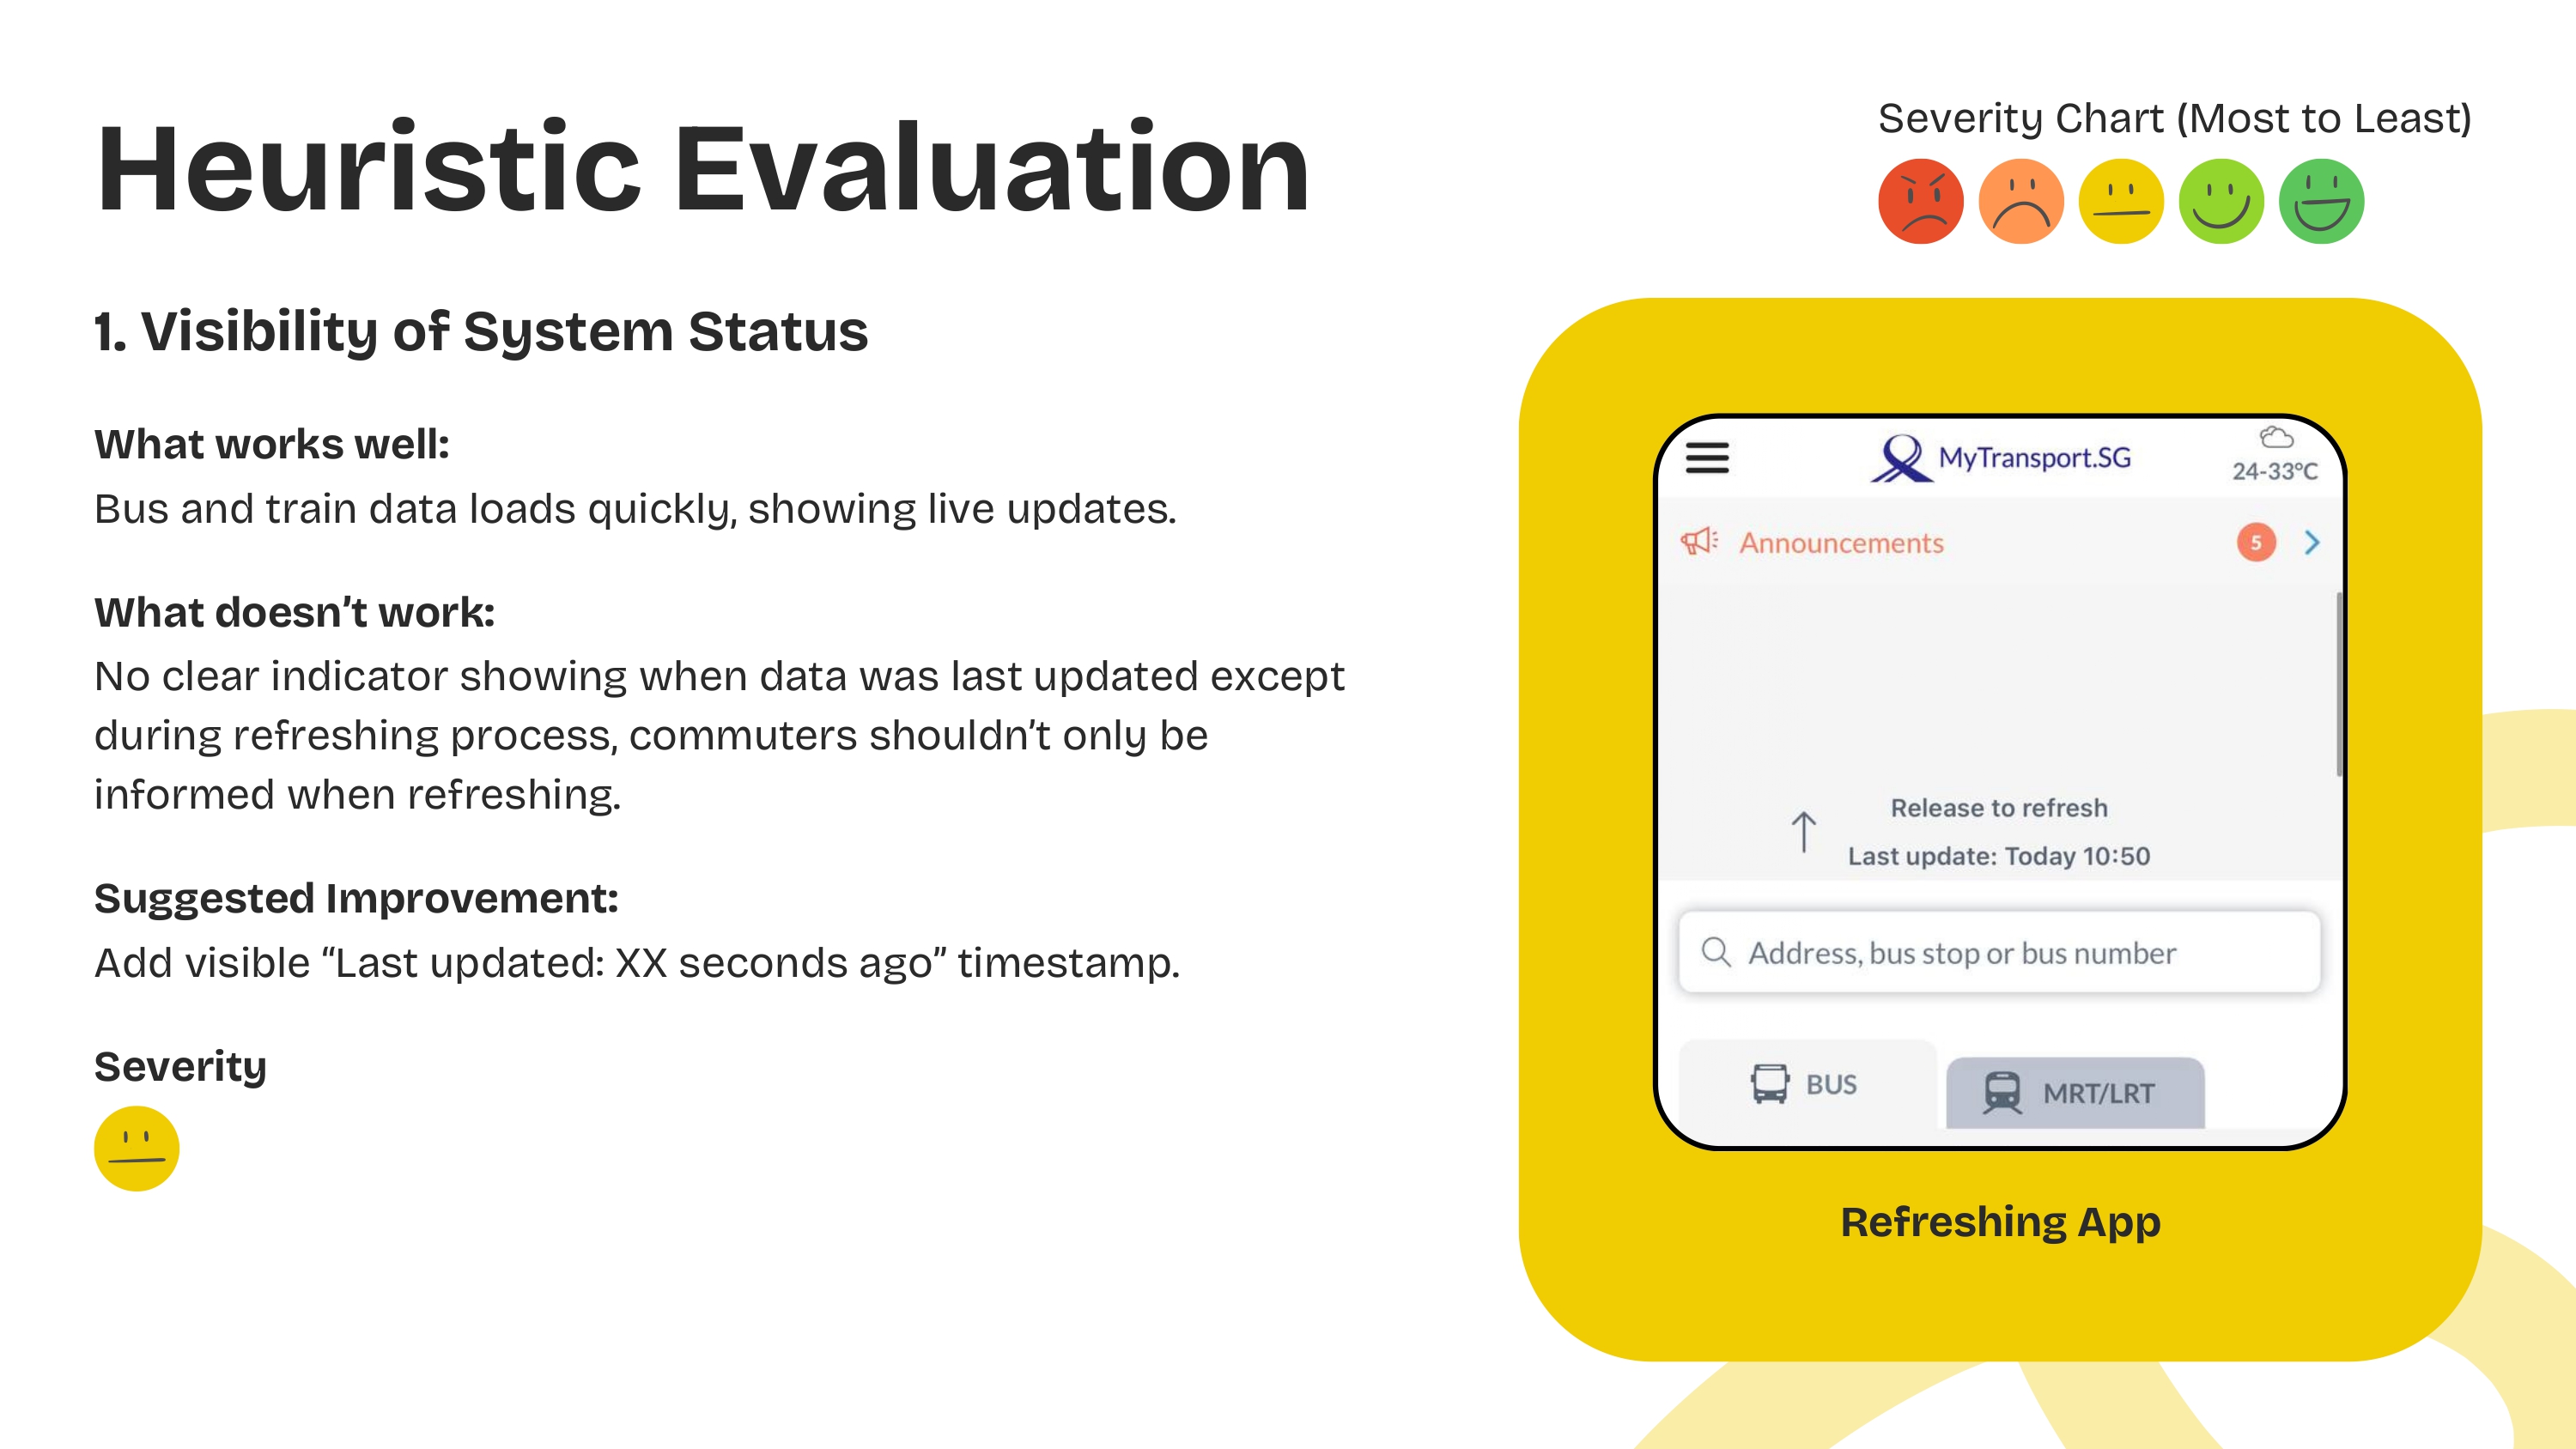 Heuristic Evaluation
Severity Chart (Most to Least)
1. Visibility of System Status
What works well:
Bus and train data loads quickly, showing live updates.
What doesn’t work:
No clear indicator showing when data was last updated except
during refreshing process, commuters shouldn’t only be
informed when refreshing.
Suggested Improvement:
Add visible “Last updated: XX seconds ago” timestamp.
Severity
MyTransport.SG
24-33°C
Announcements
5
Release to refresh
Last update: Today 10:50
Address, bus stop or bus number
BUS
MRT/LRT
Refreshing App